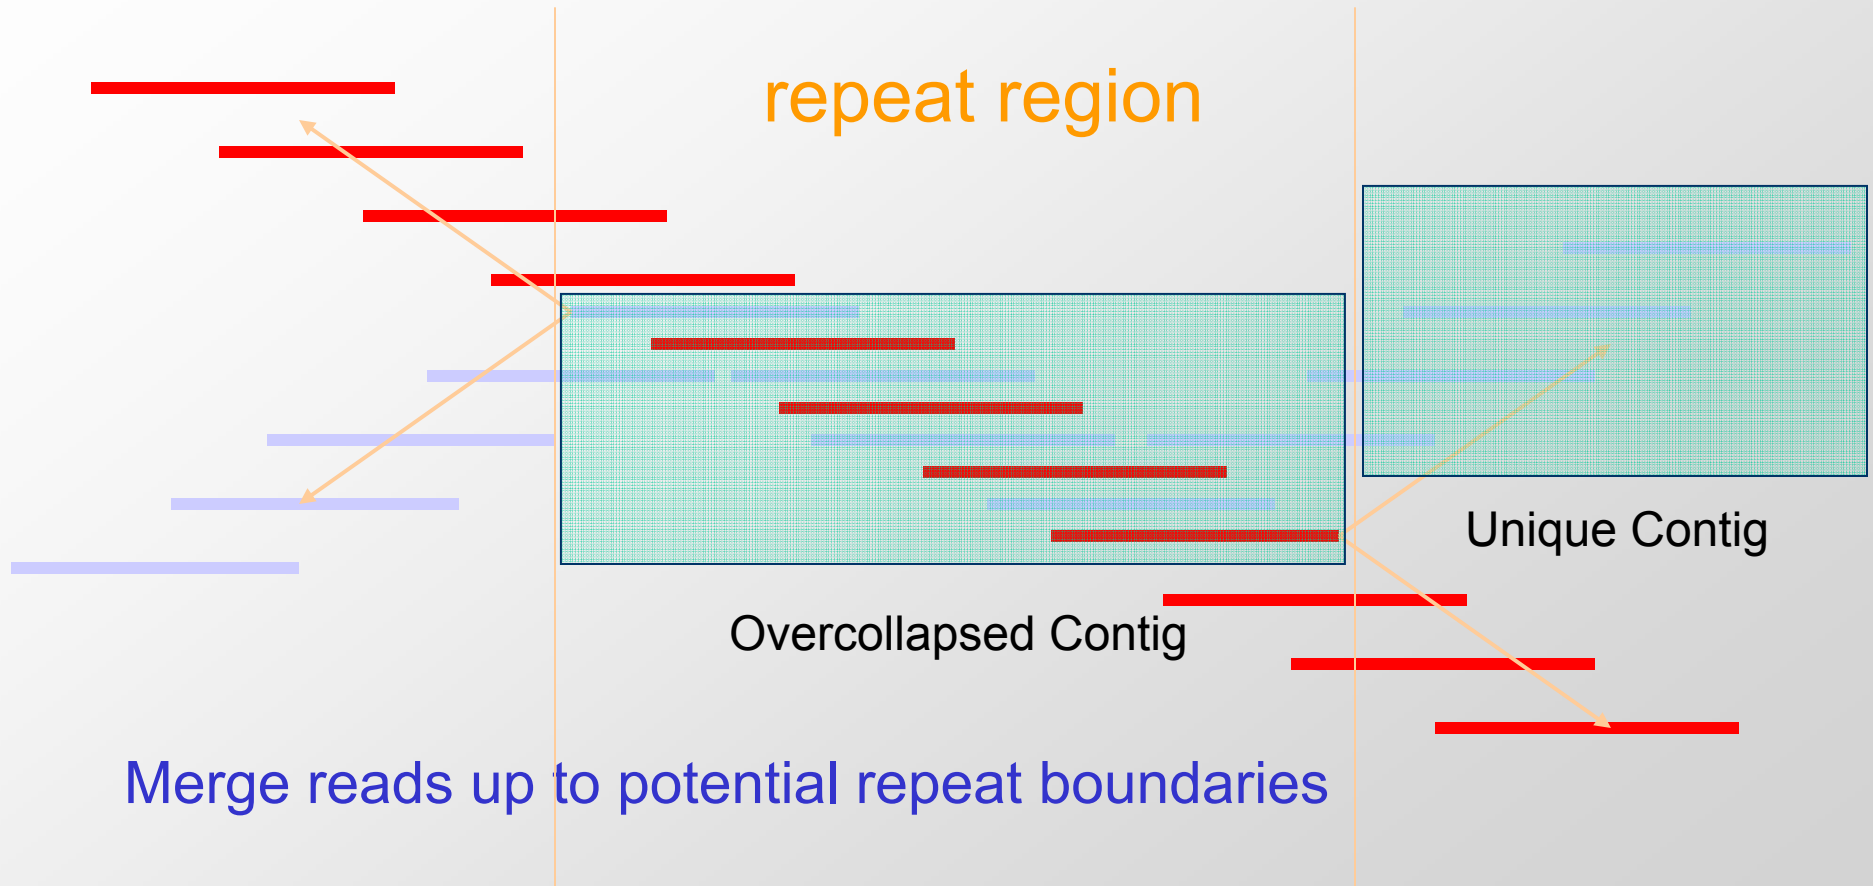 repeat region
Unique Contig
Overcollapsed Contig
Merge reads up to potential repeat boundaries